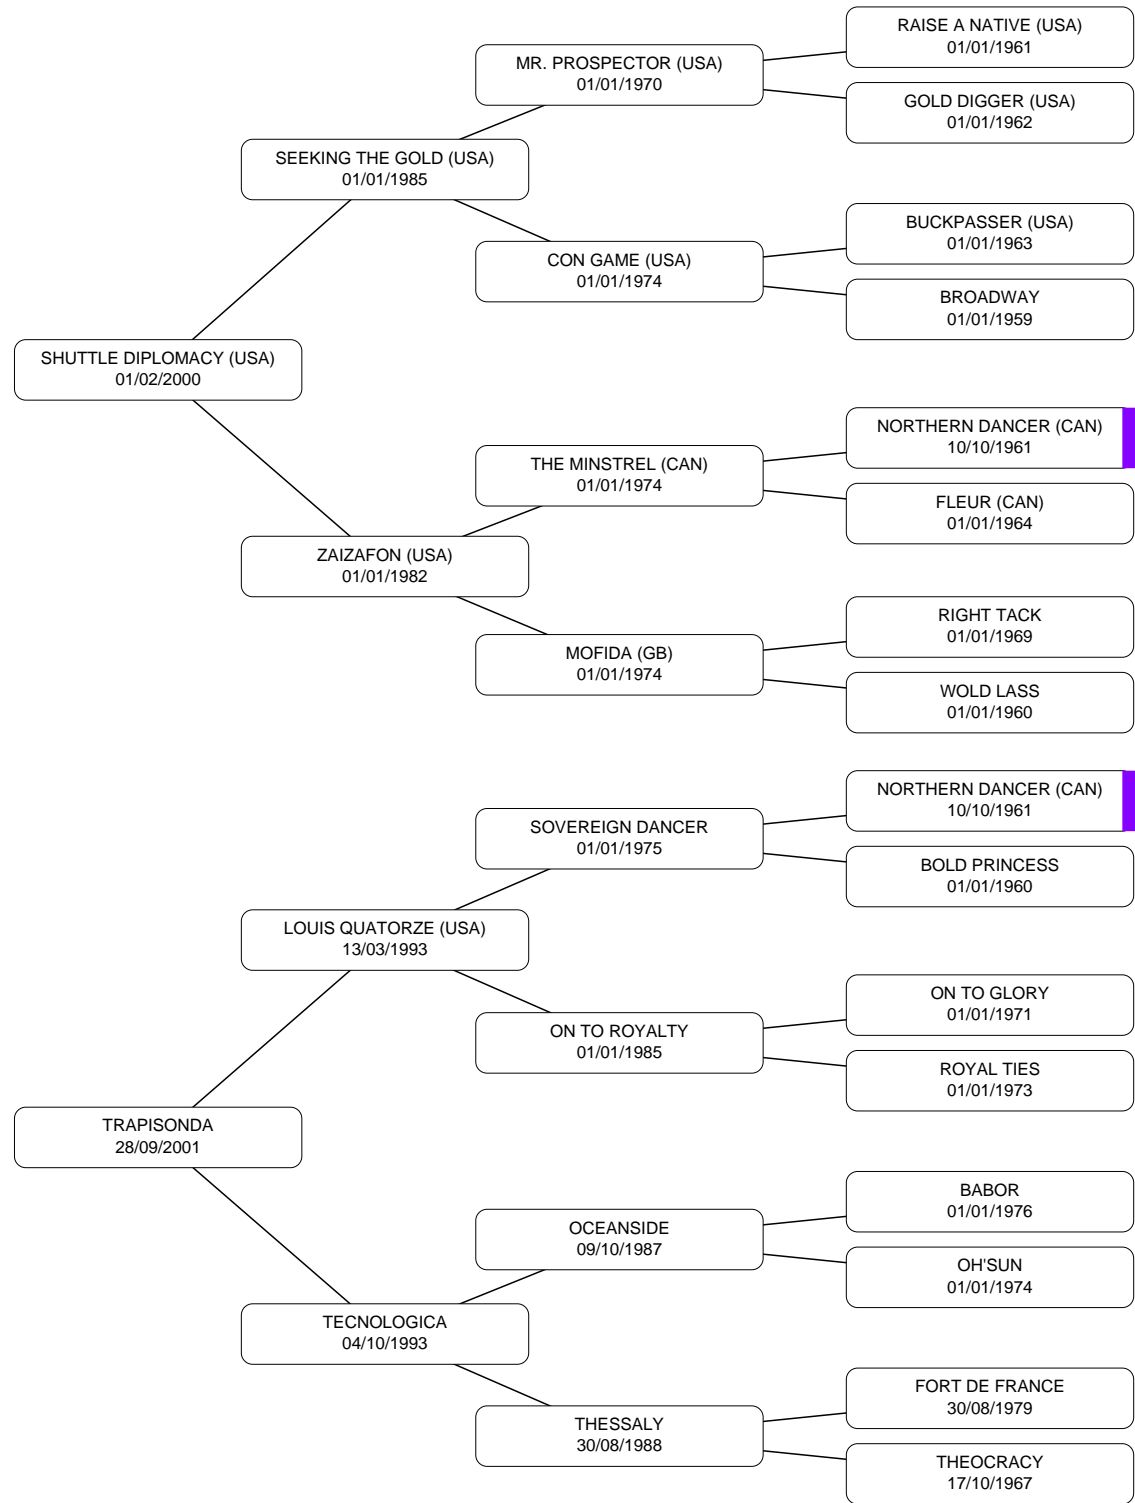 RAISE A NATIVE (USA)
01/01/1961
MR. PROSPECTOR (USA)
01/01/1970
GOLD DIGGER (USA)
01/01/1962
SEEKING THE GOLD (USA)
01/01/1985
BUCKPASSER (USA)
01/01/1963
CON GAME (USA)
01/01/1974
BROADWAY
01/01/1959
SHUTTLE DIPLOMACY (USA)
01/02/2000
NORTHERN DANCER (CAN)
10/10/1961
THE MINSTREL (CAN)
01/01/1974
FLEUR (CAN)
01/01/1964
ZAIZAFON (USA)
01/01/1982
RIGHT TACK
01/01/1969
MOFIDA (GB)
01/01/1974
WOLD LASS
01/01/1960
NORTHERN DANCER (CAN)
10/10/1961
SOVEREIGN DANCER
01/01/1975
BOLD PRINCESS
01/01/1960
LOUIS QUATORZE (USA)
13/03/1993
ON TO GLORY
01/01/1971
ON TO ROYALTY
01/01/1985
ROYAL TIES
01/01/1973
TRAPISONDA
28/09/2001
BABOR
01/01/1976
OCEANSIDE
09/10/1987
OH'SUN
01/01/1974
TECNOLOGICA
04/10/1993
FORT DE FRANCE
30/08/1979
THESSALY
30/08/1988
THEOCRACY
17/10/1967